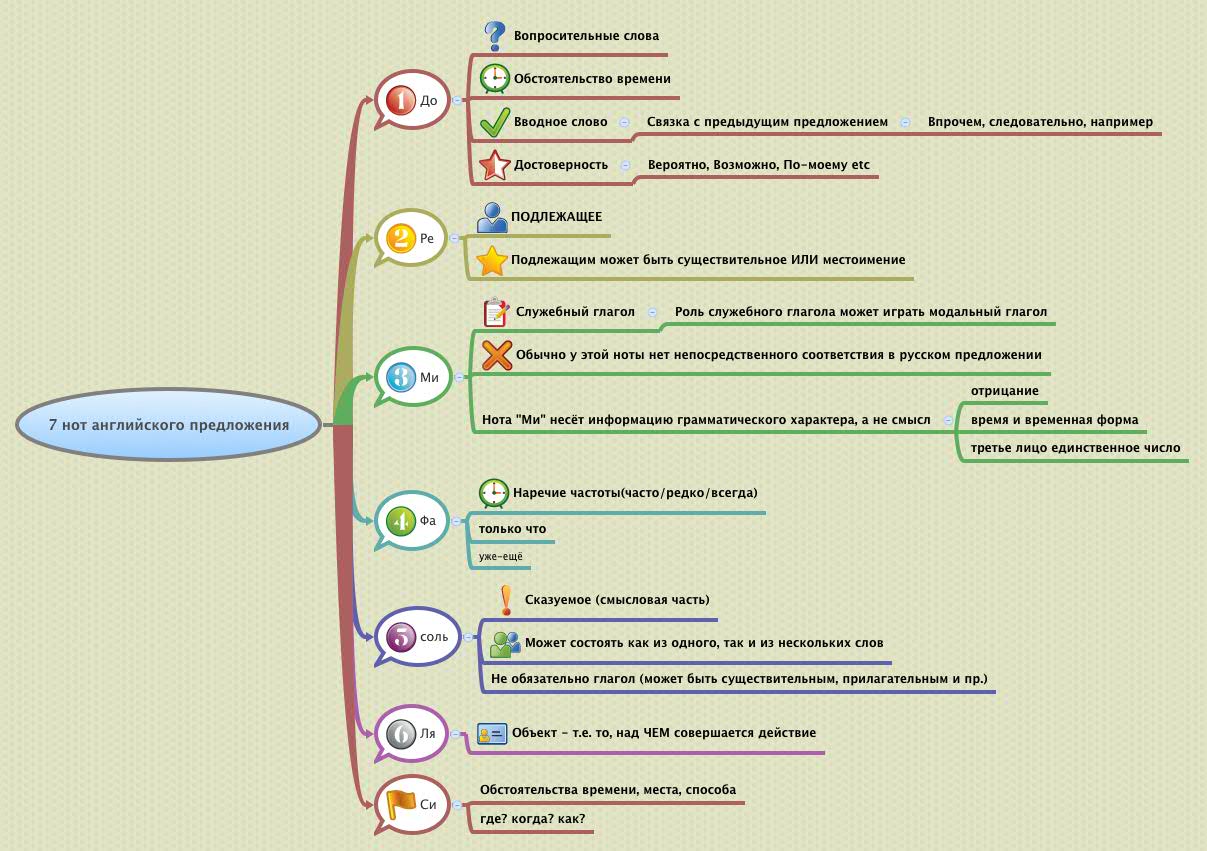 7 нот английского предложения
1 До
Вопросительные слова
Обстоятельство времени
Вводное слово
Связка с предыдущим предложением
Впрочем, следовательно, например
Достоверность
Вероятно, Возможно, По-моему etc
2 Ре
ПОДЛЕЖАЩЕЕ
Подлежащим может быть существительное ИЛИ местоимение
3 Ми
Служебный глагол
Роль служебного глагола может играть модальный глагол
Обычно у этой ноты нет непосредственного соответствия в русском предложении
Нота "Ми" несёт информацию грамматического характера, а не смысл
отрицание
время и временная форма
третье лицо единственное число
4 Фа
Наречие частоты(часто/редко/всегда)
только что
уже-ещё
5 соль
Сказуемое (смысловая часть)
Может состоять как из одного, так и из нескольких слов
Не обязательно глагол (может быть существительным, прилагательным и пр.)
6 Ля
Объект - т.е. то, над ЧЕМ совершается действие
Си
Обстоятельства времени, места, способа
где? когда? как?